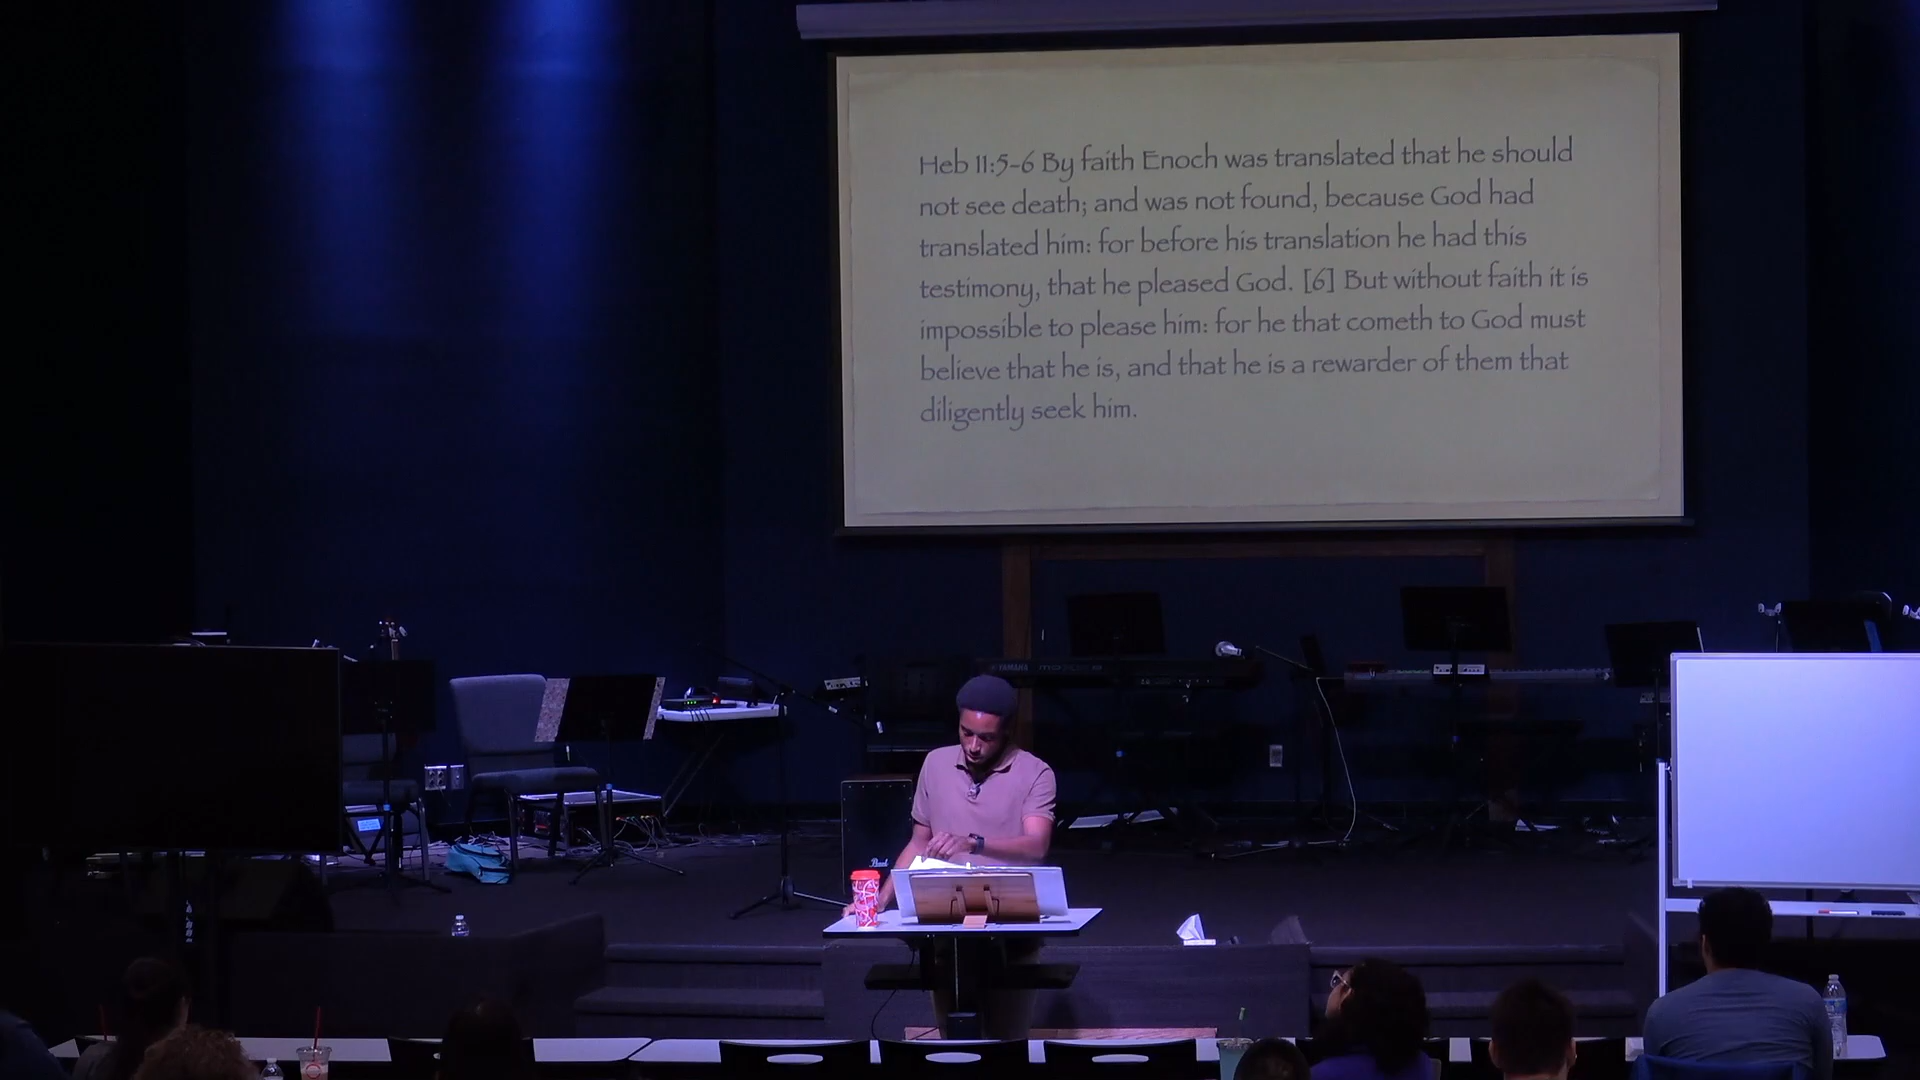 Heb 11:5-6 By faith Enoch was translated that he should
not see death; and was not found, because God had
translated him: for before his translation he had this
testimony, that he pleased God. [6] But without faith it is
impossible to please him: for he that cometh to God must
believe that he is, and that he is a rewarder of them that
diligently seek him.
YAMAHA
Pearl